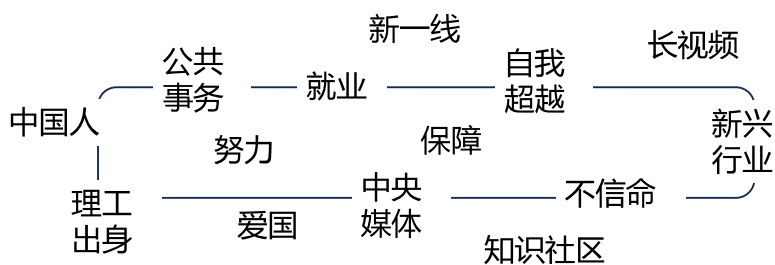 新一线
长视频
公共
事务
就业
自我
超越
中国人
新兴
行业
努力
保障
理工
出身
中央
媒体
不信命
爱国
知识社区